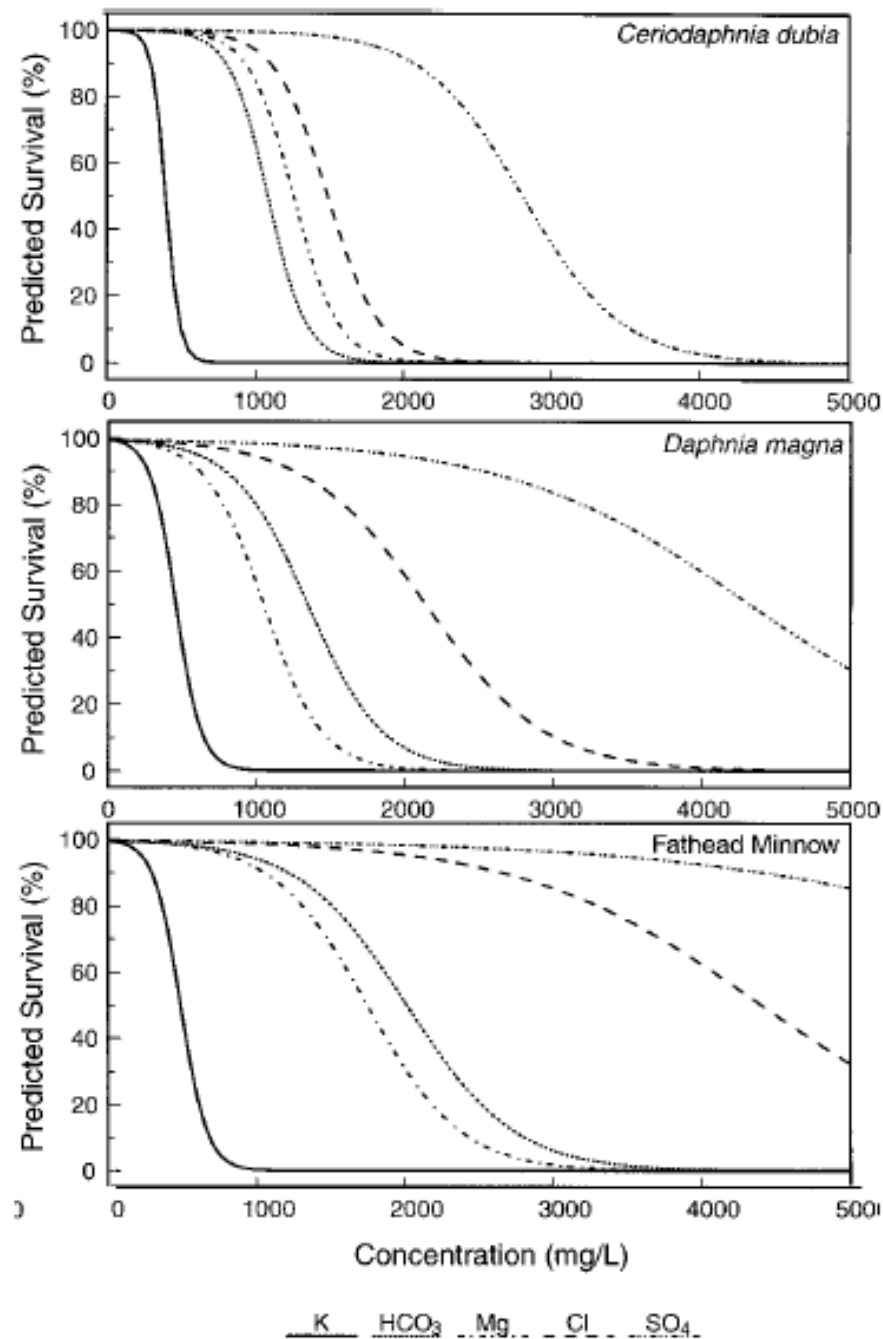 Ceriodaphnia dubia
Predicted Survival (%)
100
80
60
40
20
0
0 1000 2000 3000 4000 5000
Daphnia magna
Predicted Survival (%)
100
80
60
40
20
0
0 1000 2000 3000 4000 5000
Fathead Minnow
Predicted Survival (%)
100
80
60
40
20
0
0 1000 2000 3000 4000 500
Concentration (mg/L)
K HCO₃ Mg Cl SO₄